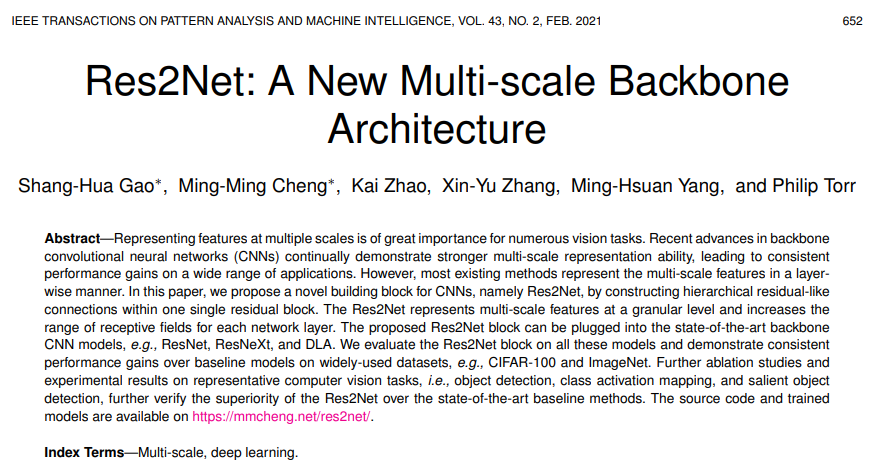 IEEE TRANSACTIONS ON PATTERN ANALYSIS AND MACHINE INTELLIGENCE, VOL. 43, NO. 2, FEB. 2021 652
Res2Net: A New Multi-scale Backbone
Architecture
Shang-Hua Gao*, Ming-Ming Cheng*, Kai Zhao, Xin-Yu Zhang, Ming-Hsuan Yang, and Philip Torr
Abstract—Representing features at multiple scales is of great importance for numerous vision tasks. Recent advances in backbone
convolutional neural networks (CNNs) continually demonstrate stronger multi-scale representation ability, leading to consistent
performance gains on a wide range of applications. However, most existing methods represent the multi-scale features in a layer-
wise manner. In this paper, we propose a novel building block for CNNs, namely Res2Net, by constructing hierarchical residual-like
connections within one single residual block. The Res2Net represents multi-scale features at a granular level and increases the
range of receptive fields for each network layer. The proposed Res2Net block can be plugged into the state-of-the-art backbone
CNN models, e.g., ResNet, ResNeXt, and DLA. We evaluate the Res2Net block on all these models and demonstrate consistent
performance gains over baseline models on widely-used datasets, e.g., CIFAR-100 and ImageNet. Further ablation studies and
experimental results on representative computer vision tasks, i.e., object detection, class activation mapping, and salient object
detection, further verify the superiority of the Res2Net over the state-of-the-art baseline methods. The source code and trained
models are available on https://mmcheng.net/res2net/.
Index Terms—Multi-scale, deep learning.